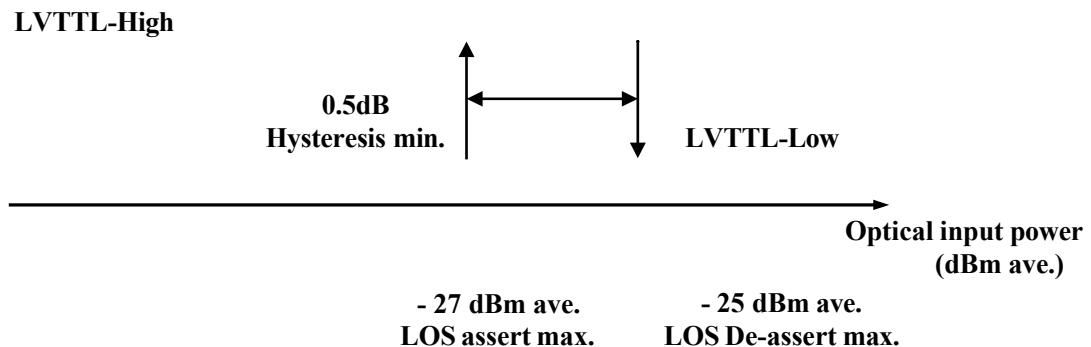 LVTTL-High
0.5dB
Hysteresis min.
LVTTL-Low
Optical input power
(dBm ave.)
- 27 dBm ave.
LOS assert max.
- 25 dBm ave.
LOS De-assert max.